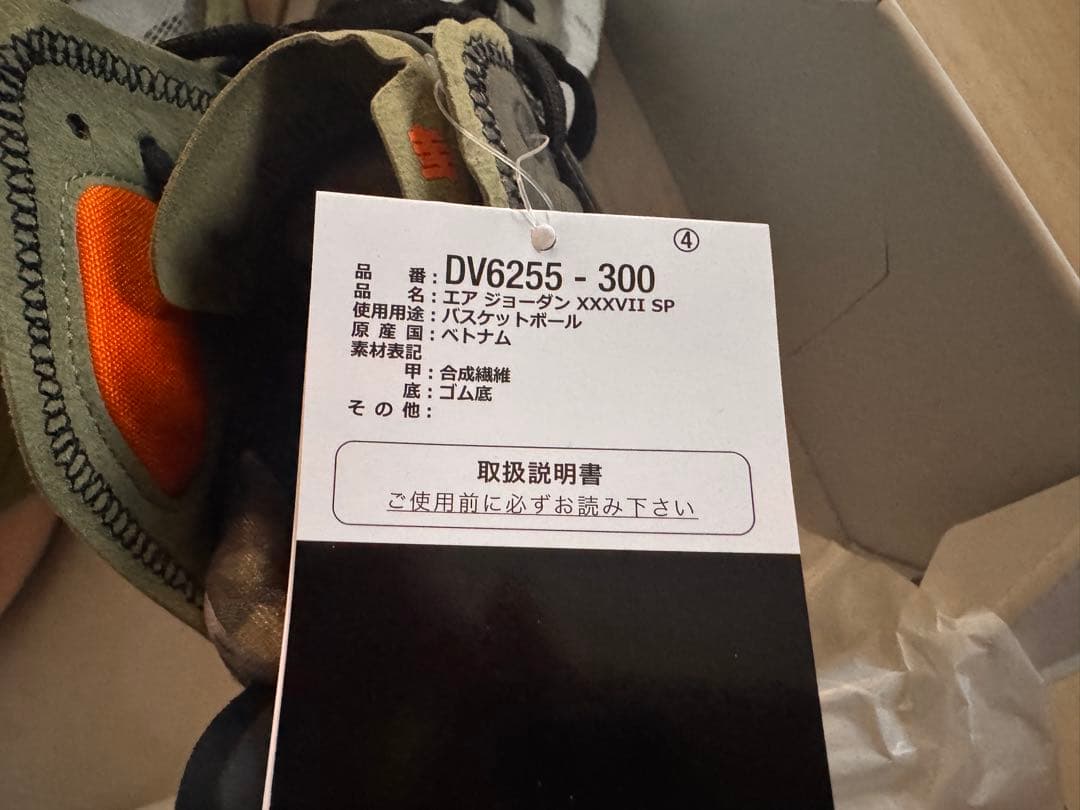 ④
品 番：DV6255 - 300
品 名：エア ジョーダン XXXVII SP
使用用途：バスケットボール
原 産 国：ベトナム
素材表記
甲：合成繊維
底：ゴム底
そ の 他：
取扱説明書
ご使用前に必ずお読み下さい